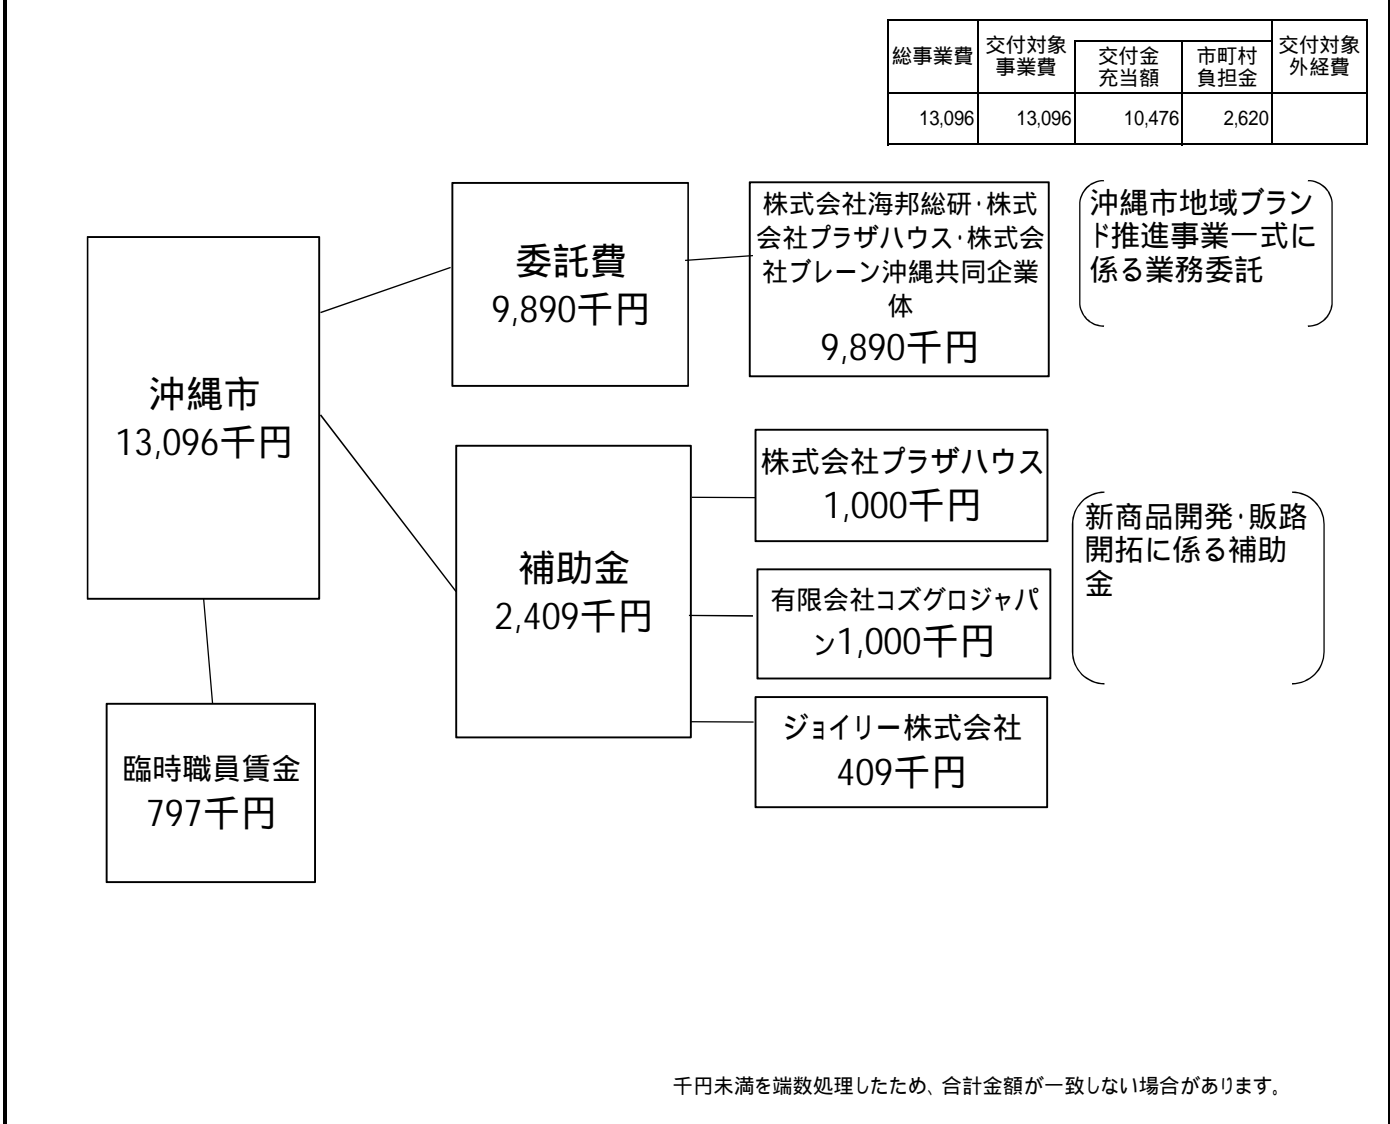 総事業費
交付対象
事業費
交付金
充当額
市町村
負担金
交付対象
外経費
13,096
13,096
10,476
2,620
沖縄市
13,096千円
委託費
9,890千円
株式会社海邦総研・株式
会社プラザハウス・株式会
社ブレーン沖縄共同企業
体
9,890千円
沖縄市地域ブラン
ド推進事業一式に
係る業務委託
補助金
2,409千円
株式会社プラザハウス
1,000千円
有限会社コズグロジャパ
ン1,000千円
ジョイリー株式会社
409千円
新商品開発・販路
開拓に係る補助
金
臨時職員賃金
797千円
千円未満を端数処理したため、合計金額が一致しない場合があります。